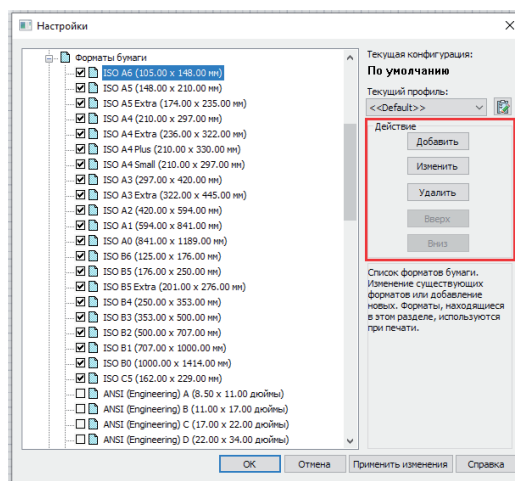 Настройки
Форматы бумаги
ISO A6 (105.00 x 148.00 мм)
ISO A5 (148.00 x 210.00 мм)
ISO A5 Extra (174.00 x 235.00 мм)
ISO A4 (210.00 x 297.00 мм)
ISO A4 Extra (236.00 x 322.00 мм)
ISO A4 Plus (210.00 x 330.00 мм)
ISO A4 Small (210.00 x 297.00 мм)
ISO A3 (297.00 x 420.00 мм)
ISO A3 Extra (322.00 x 445.00 мм)
ISO A2 (420.00 x 594.00 мм)
ISO A1 (594.00 x 841.00 мм)
ISO A0 (841.00 x 1189.00 мм)
ISO B6 (125.00 x 176.00 мм)
ISO B5 (176.00 x 250.00 мм)
ISO B5 Extra (201.00 x 276.00 мм)
ISO B4 (250.00 x 353.00 мм)
ISO B3 (353.00 x 500.00 мм)
ISO B2 (500.00 x 707.00 мм)
ISO B1 (707.00 x 1000.00 мм)
ISO B0 (1000.00 x 1414.00 мм)
ISO C5 (162.00 x 229.00 мм)
ANSI (Engineering) A (8.50 x 11.00 дюймы)
ANSI (Engineering) B (11.00 x 17.00 дюймы)
ANSI (Engineering) C (17.00 x 22.00 дюймы)
ANSI (Engineering) D (22.00 x 34.00 дюймы)
Текущая конфигурация:
По умолчанию
Текущий профиль:
<<Default>>
Действие
Добавить
Изменить
Удалить
Вверх
Вниз
Список форматов бумаги.
Изменение существующих
форматов или добавление
новых. Форматы, находящиеся
в этом разделе, используются
при печати.
OK
Отмена
Применить изменения
Справка